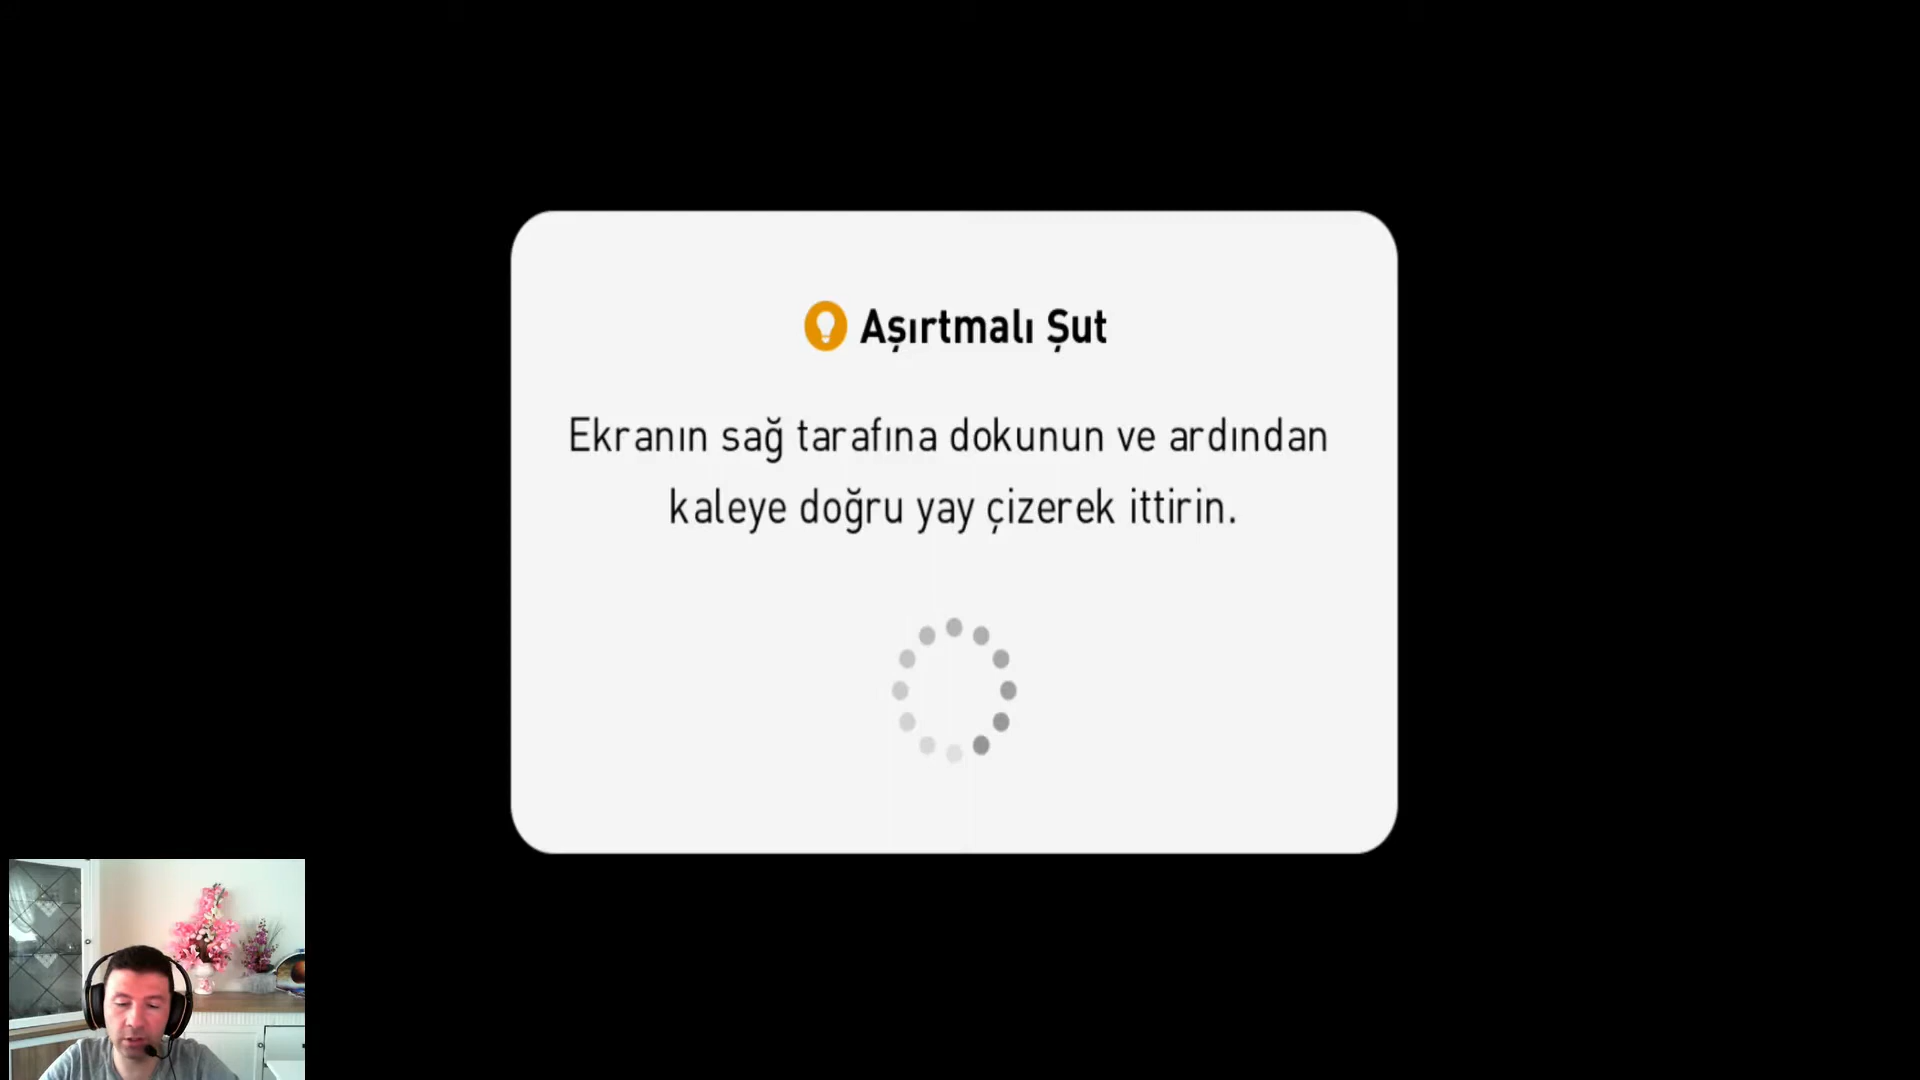 Aşırtmalı Şut
Ekranın sağ tarafına dokunun ve ardından
kaleye doğru yay çizerek ittirin.